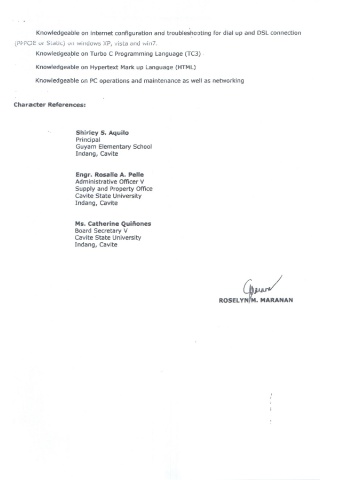 Knowledgeable on internet configuration and troubleshooting for dial up and DSL connection
(PPPOE or Static) on windows XP, vista and win7.
Knowledgeable on Turbo C Programming Language (TC3)
Knowledgeable on Hypertext Mark up Language (HTML)
Knowledgeable on PC operations and maintenance as well as networking
Character References:
Shirley S. Aquilo
Principal
Guyam Elementary School
Indang, Cavite
Engr. Rosalie A. Pelle
Administrative Officer V
Supply and Property Office
Cavite State University
Indang, Cavite
Ms. Catherine Quiñones
Board Secretary V
Cavite State University
Indang, Cavite
ROSELYN M. MARANAN